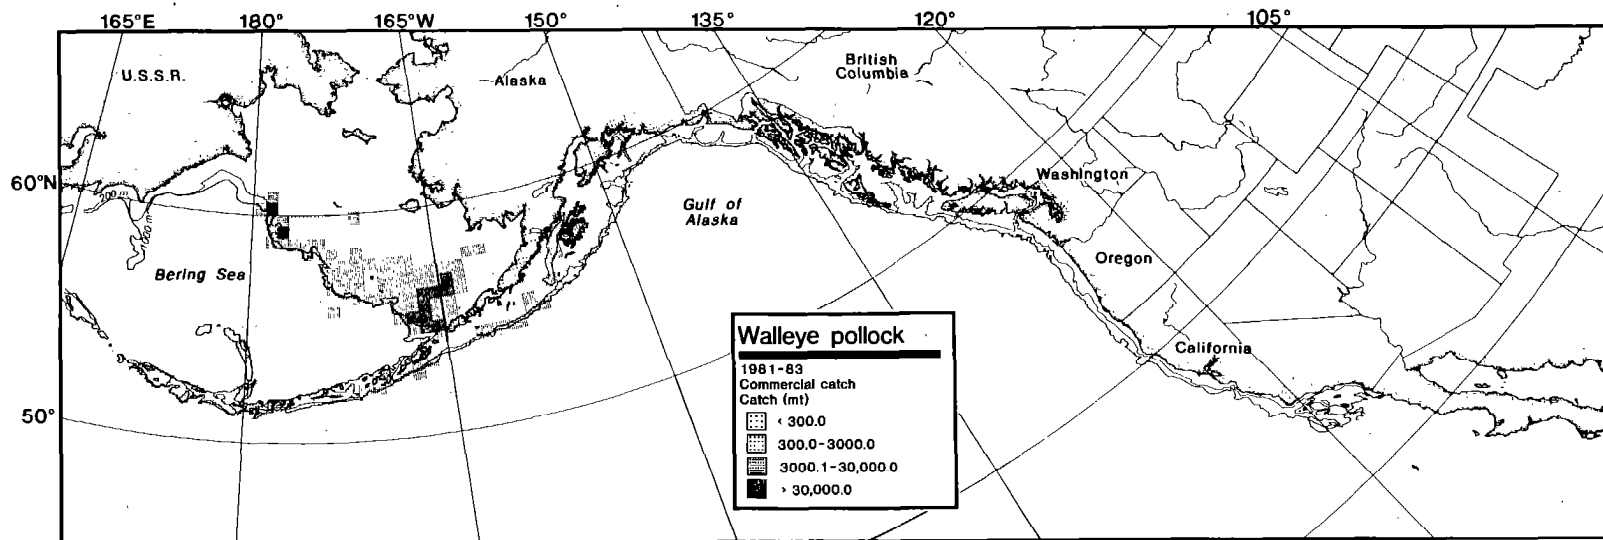 165°E 180° 165°W 150° 135° 120° 105°
U.S.S.R.
Alaska
British
Columbia
60°N
200 m
1000 m
Washington
Gulf of
Alaska
Bering Sea
Oregon
Walleye pollock
1981-83
Commercial catch
Catch (mt)
< 300.0
300.0-3000.0
3000.1-30,000.0
> 30,000.0
California
50°